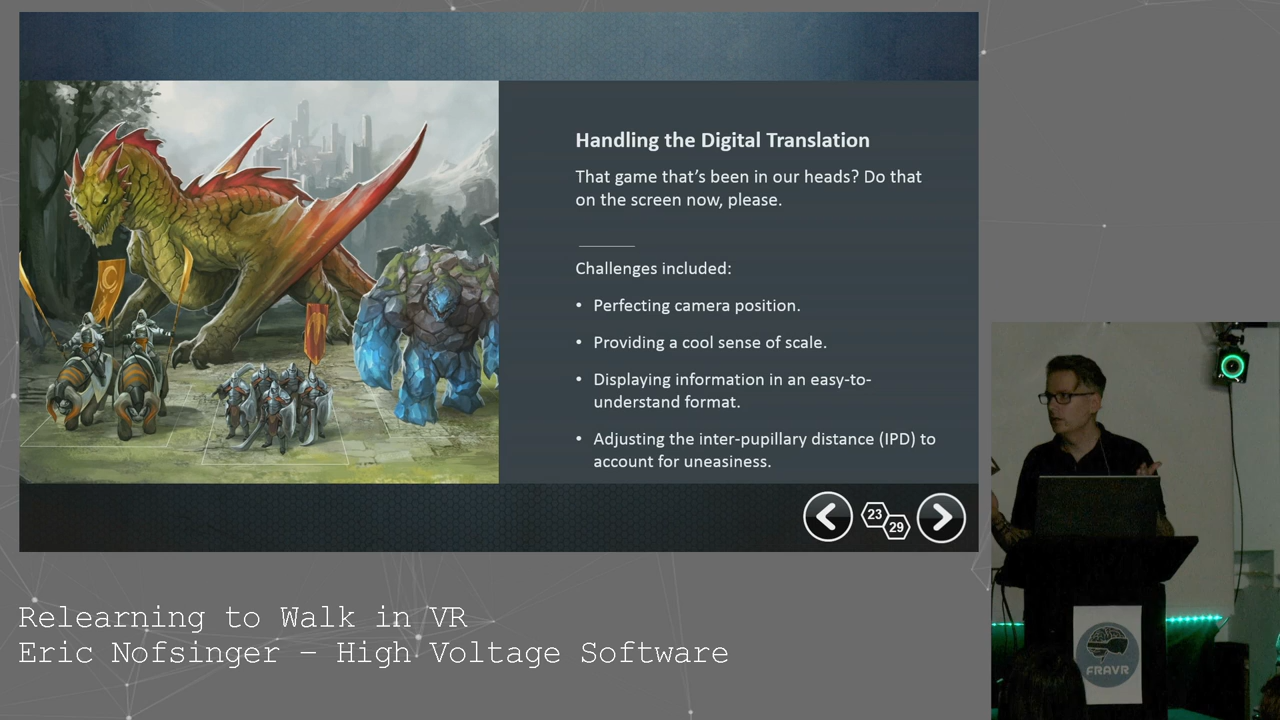 Handling the Digital Translation
That game that's been in our heads? Do that
on the screen now, please.
Challenges included:
• Perfecting camera position.
• Providing a cool sense of scale.
• Displaying information in an easy-to-
understand format.
• Adjusting the inter-pupillary distance (IPD) to
account for uneasiness.
23
29
Relearning to Walk in VR
Eric Nofsinger – High Voltage Software
FRAVR